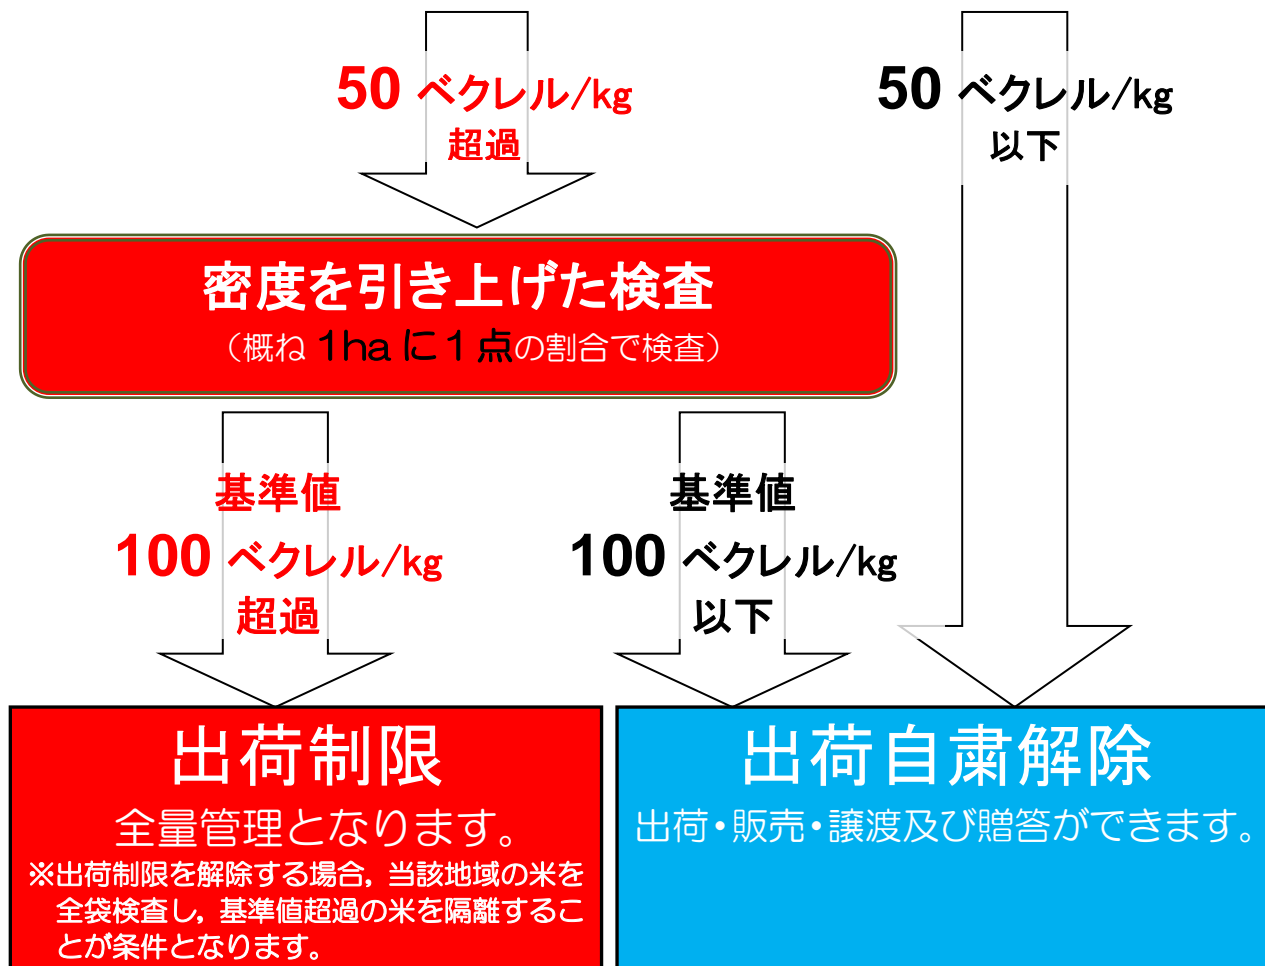 50 ベクレル/kg
超過
50 ベクレル/kg
以下
密度を引き上げた検査
（概ね 1ha に 1 点の割合で検査）
基準値
100 ベクレル/kg
超過
基準値
100 ベクレル/kg
以下
出荷制限
全量管理となります。
※出荷制限を解除する場合，当該地域の米を
全袋検査し，基準値超過の米を隔離するこ
とが条件となります。
出荷自粛解除
出荷・販売・譲渡及び贈答ができます。